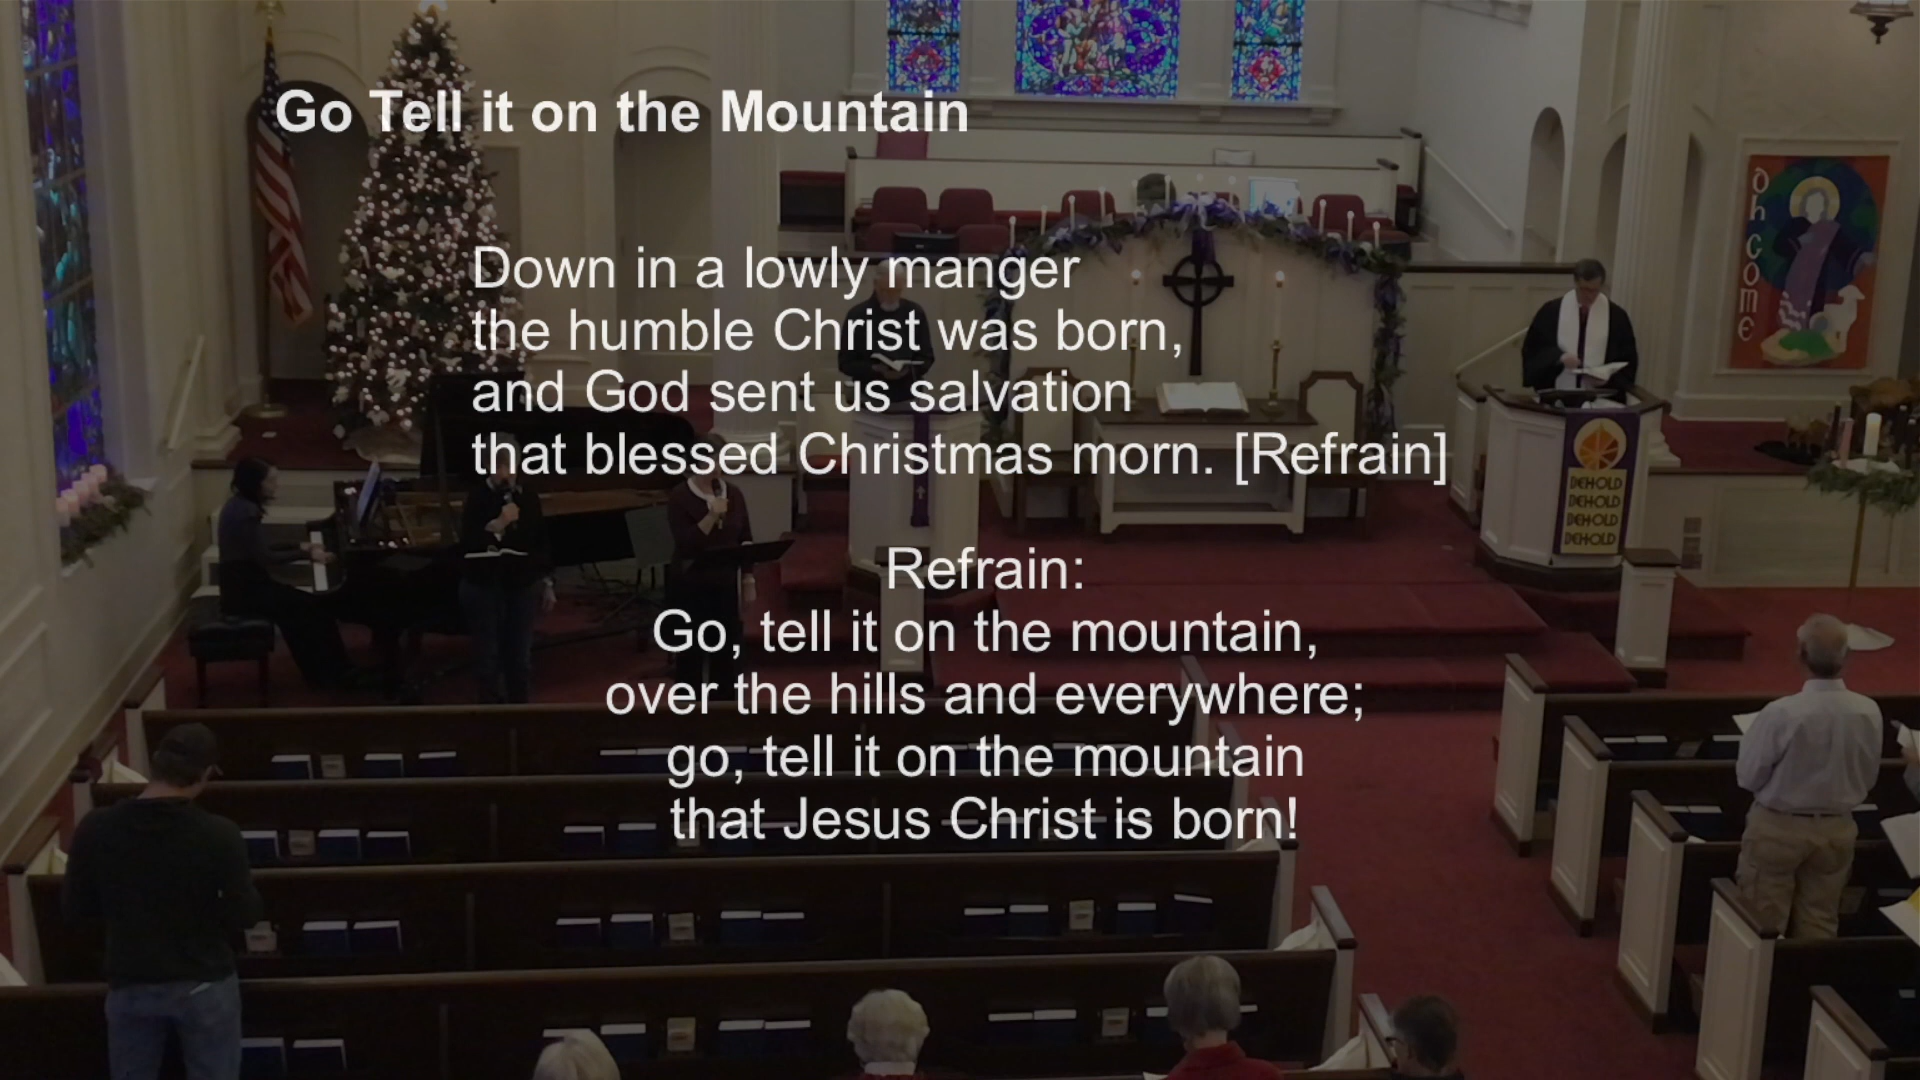 Go Tell it on the Mountain
Down in a lowly manger
the humble Christ was born,
and God sent us salvation
that blessed Christmas morn. [Refrain]
Refrain:
Go, tell it on the mountain,
over the hills and everywhere;
go, tell it on the mountain
that Jesus Christ is born!
OH COME
BEHOLD
BEHOLD
BEHOLD
BEHOLD